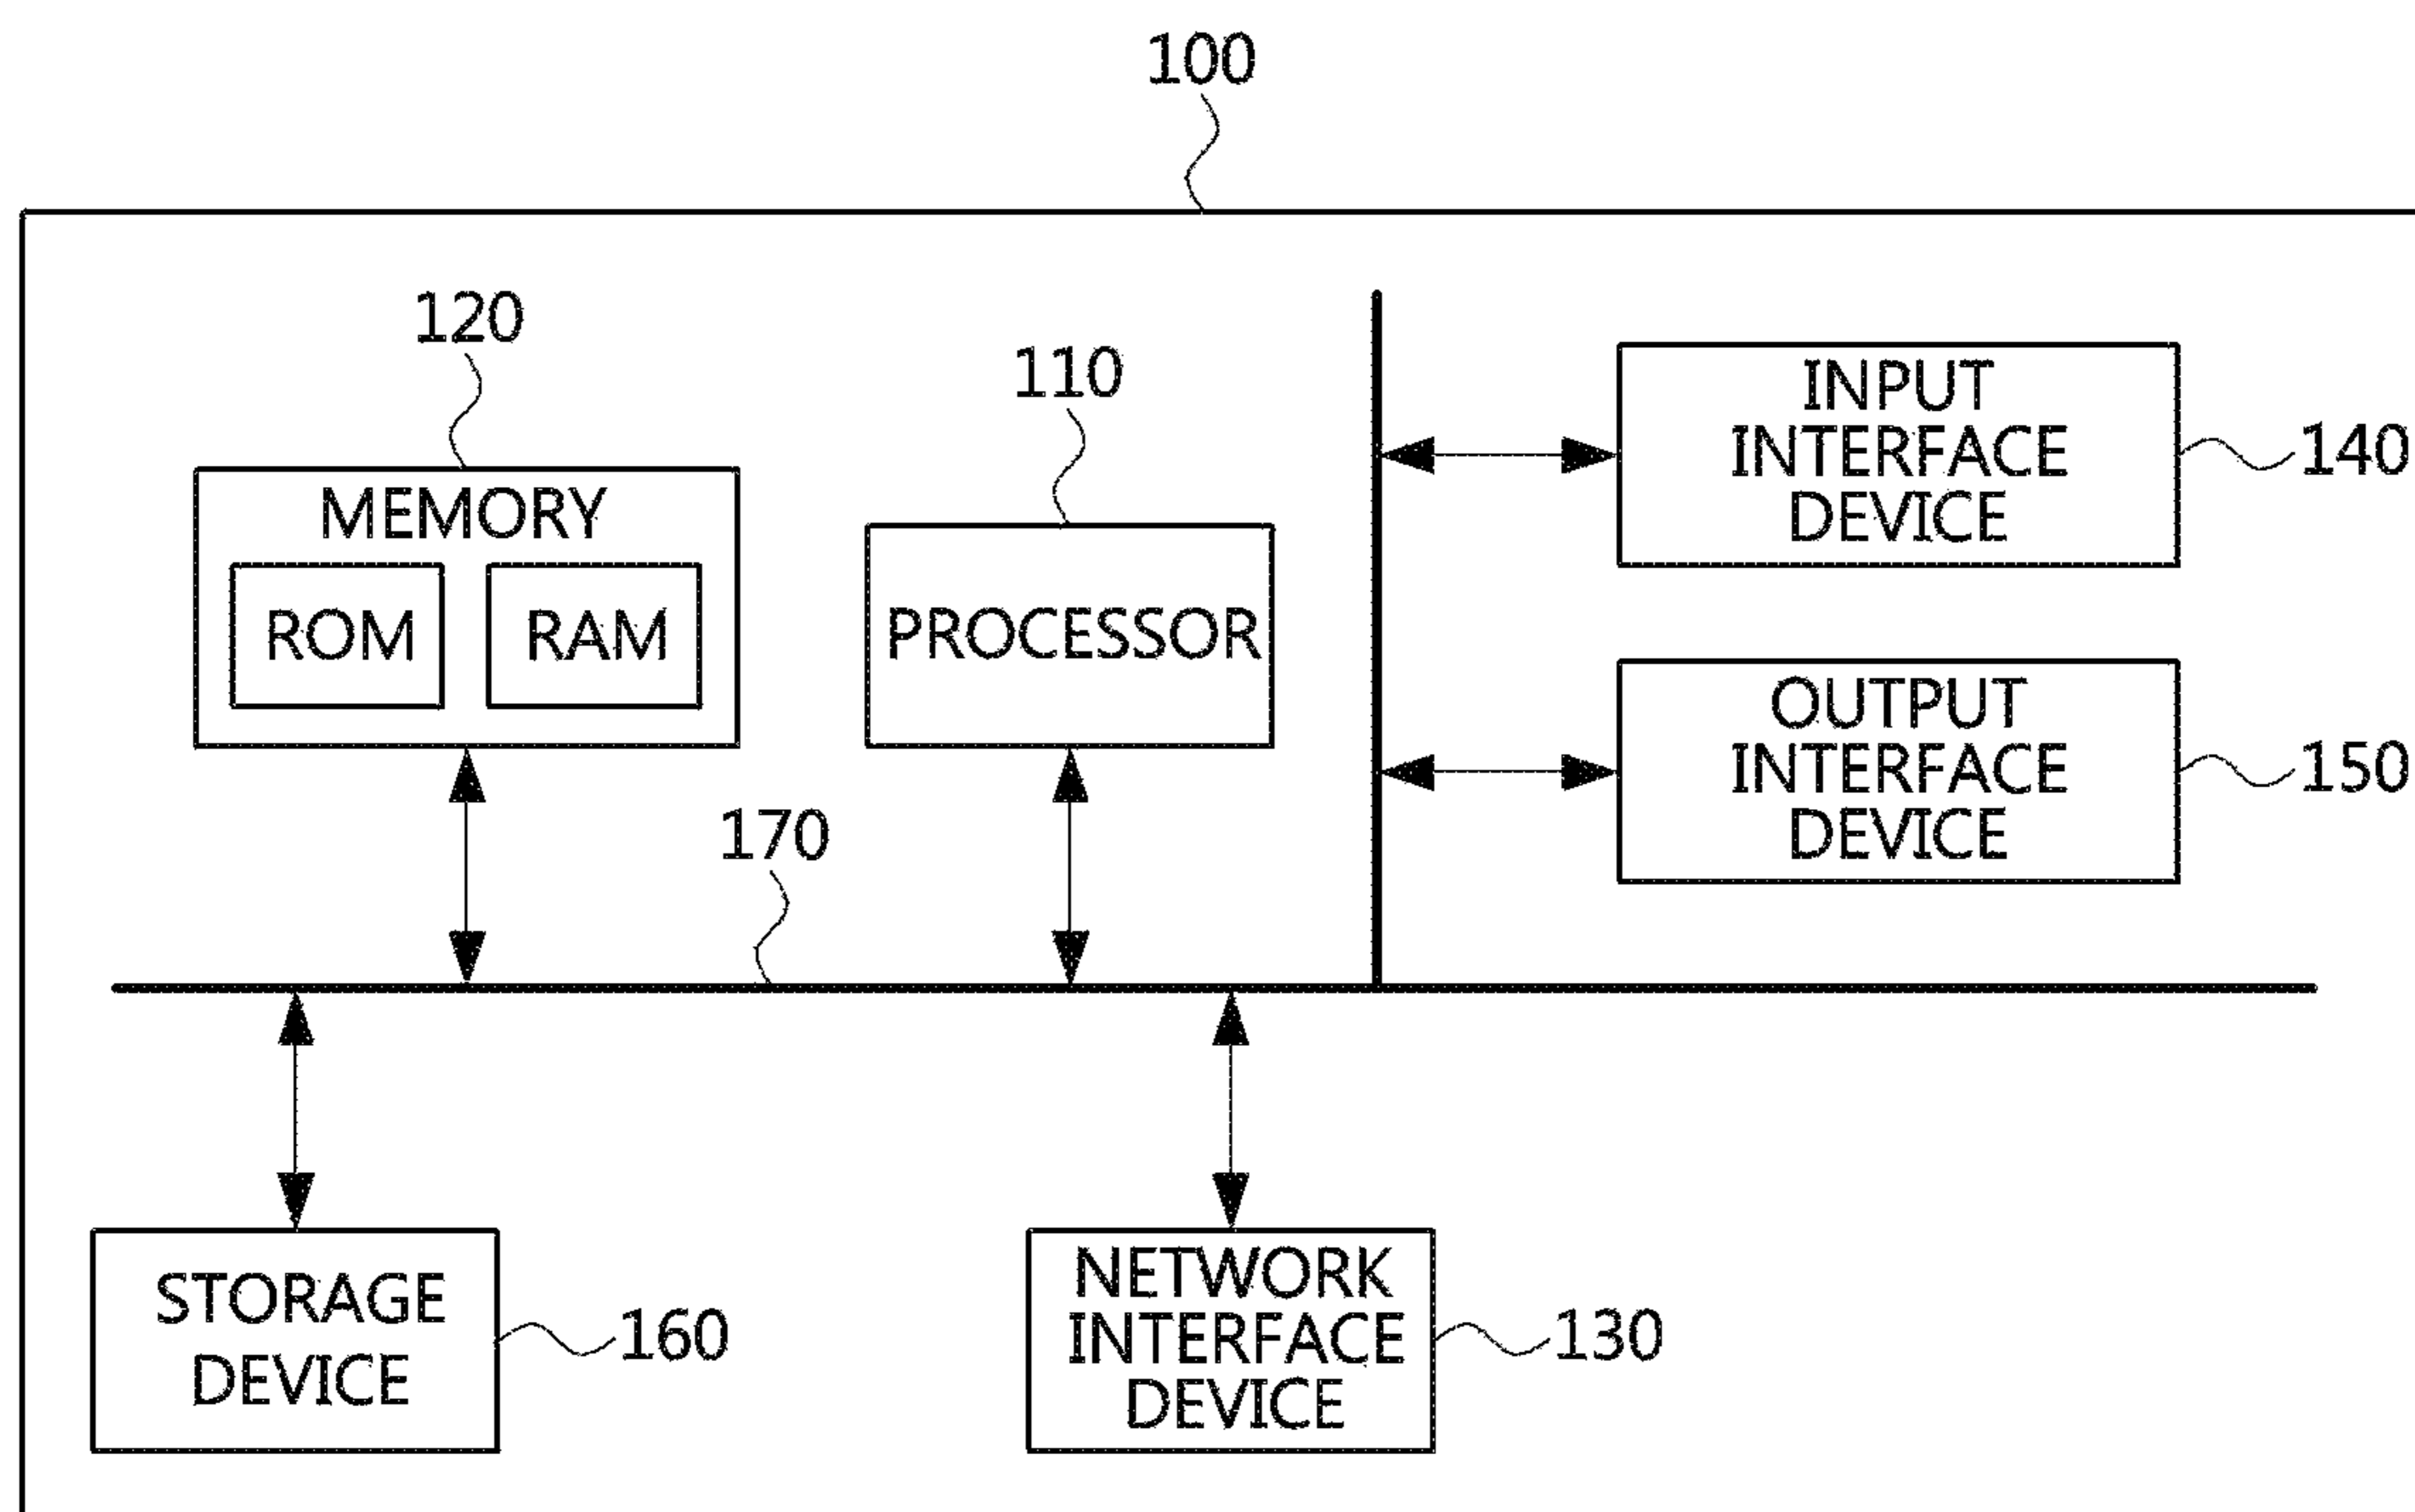 100
120
110
MEMORY
ROM
RAM
PROCESSOR
INPUT
INTERFACE
DEVICE
140
OUTPUT
INTERFACE
DEVICE
150
170
STORAGE
DEVICE
160
NETWORK
INTERFACE
DEVICE
130